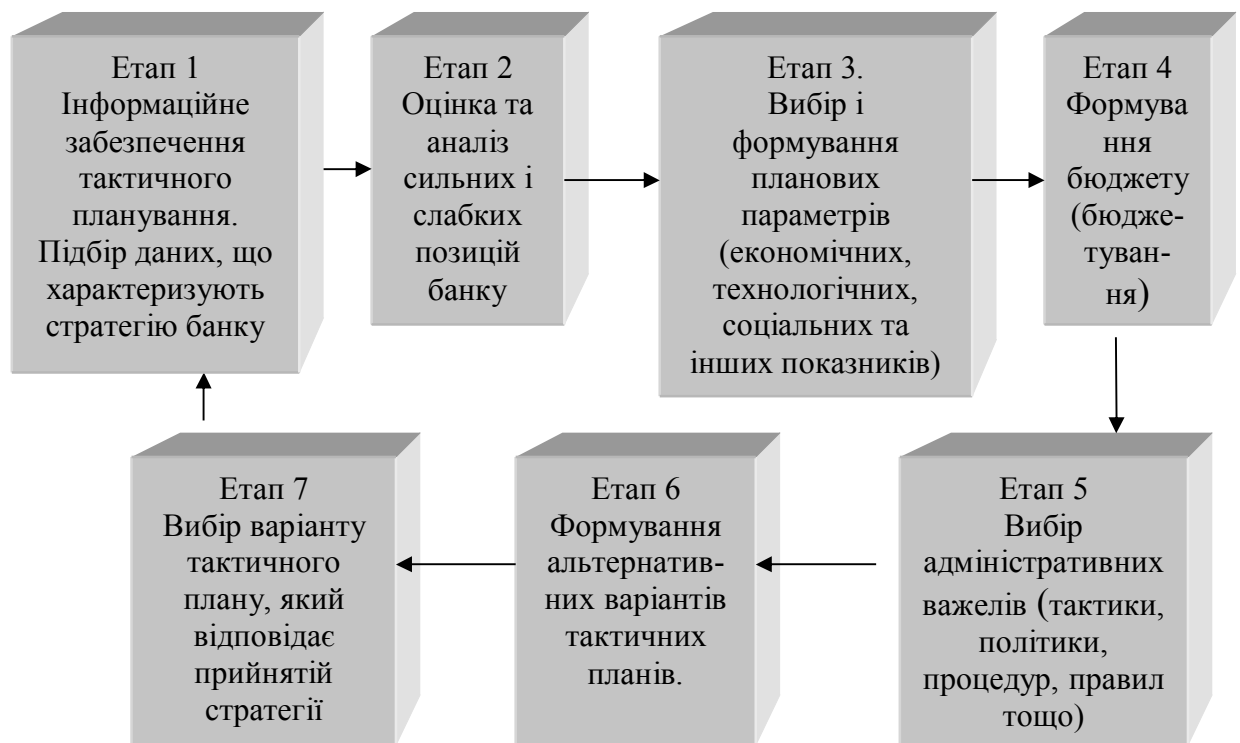 Етап 1
Інформаційне
забезпечення
тактичного
планування.
Підбір даних, що
характеризують
стратегію банку
Етап 2
Оцінка та
аналіз
сильних і
слабких
позицій
банку
Етап 3.
Вибір і
формування
планових
параметрів
(економічних,
технологічних,
соціальних та
інших показників)
Етап 4
Формува
ння
бюджету
(бюдже-
туван-
ня)
Етап 5
Вибір
адміністративних
важелів (тактики,
політики,
процедур, правил
тощо)
Етап 6
Формування
альтернатив-
них варіантів
тактичних
планів.
Етап 7
Вибір варіанту
тактичного
плану, який
відповідає
прийнятій
стратегії